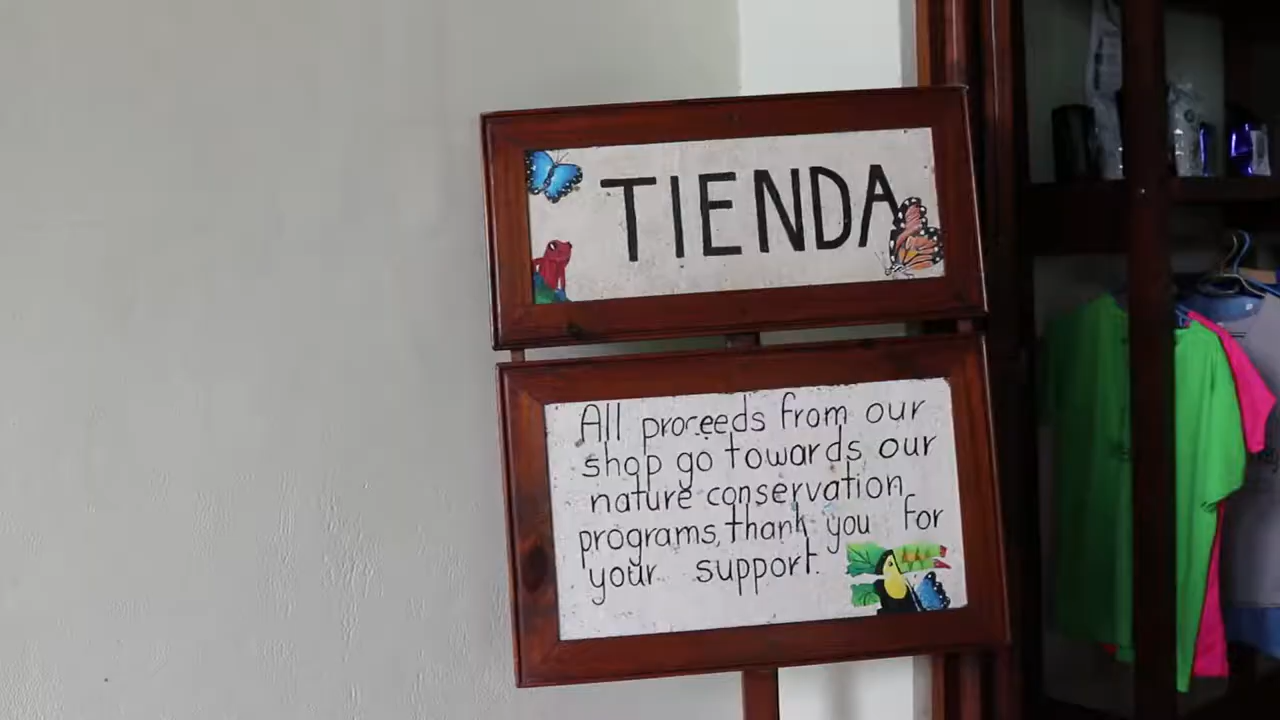 TIENDA
All proceeds from our
shop go towards our
nature conservation
programs, thank you for
your support.